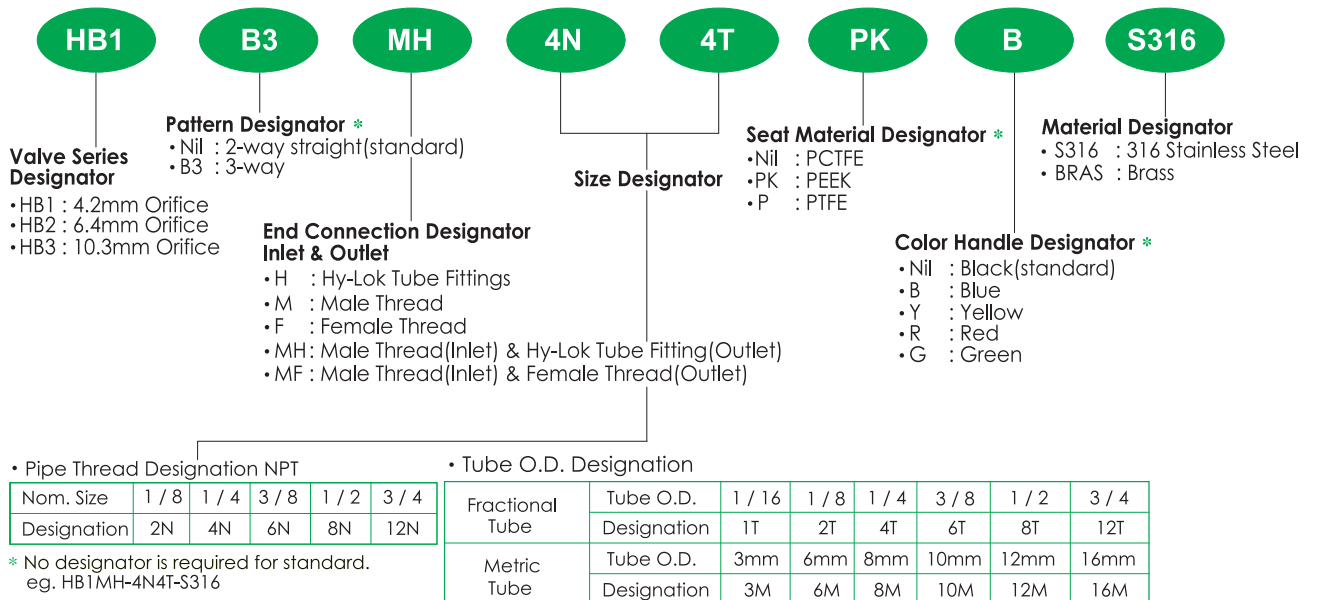 HB1 B3 MH 4N 4T PK B S316
Valve Series
Designator
•HB1 : 4.2mm Orifice
•HB2 : 6.4mm Orifice
•HB3 : 10.3mm Orifice
Pattern Designator *
•Nil : 2-way straight(standard)
•B3 : 3-way
End Connection Designator
Inlet & Outlet
•H : Hy-Lok Tube Fittings
•M : Male Thread
•F : Female Thread
•MH : Male Thread(Inlet) & Hy-Lok Tube Fitting(Outlet)
•MF : Male Thread(Inlet) & Female Thread(Outlet)
Size Designator
Seat Material Designator *
•Nil : PCTFE
•PK : PEEK
•P : PTFE
Color Handle Designator *
•Nil : Black(standard)
•B : Blue
•Y : Yellow
•R : Red
•G : Green
Material Designator
• S316 : 316 Stainless Steel
• BRAS : Brass
• Pipe Thread Designation NPT
Nom. Size 1 / 8 1 / 4 3 / 8 1 / 2 3 / 4
Designation 2N 4N 6N 8N 12N
* No designator is required for standard.
eg. HB1MH-4N4T-S316
• Tube O.D. Designation
Fractional
Tube
Tube O.D. 1 / 16 1 / 8 1 / 4 3 / 8 1 / 2 3 / 4
Designation 1T 2T 4T 6T 8T 12T
Metric
Tube
Tube O.D. 3mm 6mm 8mm 10mm 12mm 16mm
Designation 3M 6M 8M 10M 12M 16M